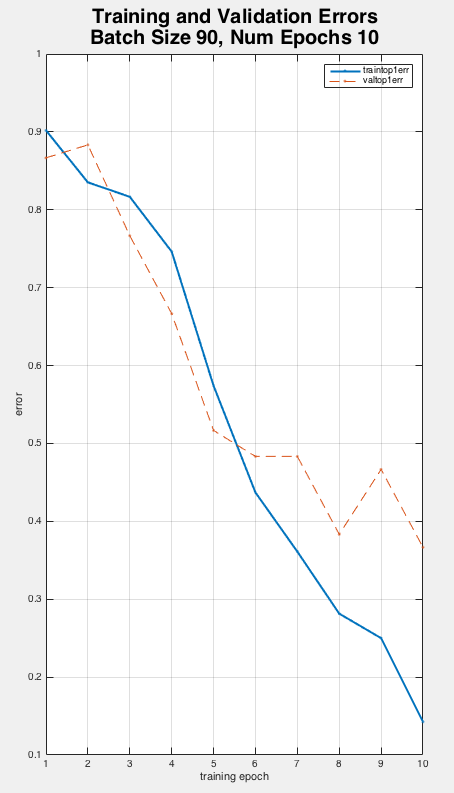 Training and Validation Errors
Batch Size 90, Num Epochs 10
traintop1err
valtop1err
1
0.9
0.8
0.7
0.6
0.5
0.4
0.3
0.2
0.1
error
1 2 3 4 5 6 7 8 9 10
training epoch